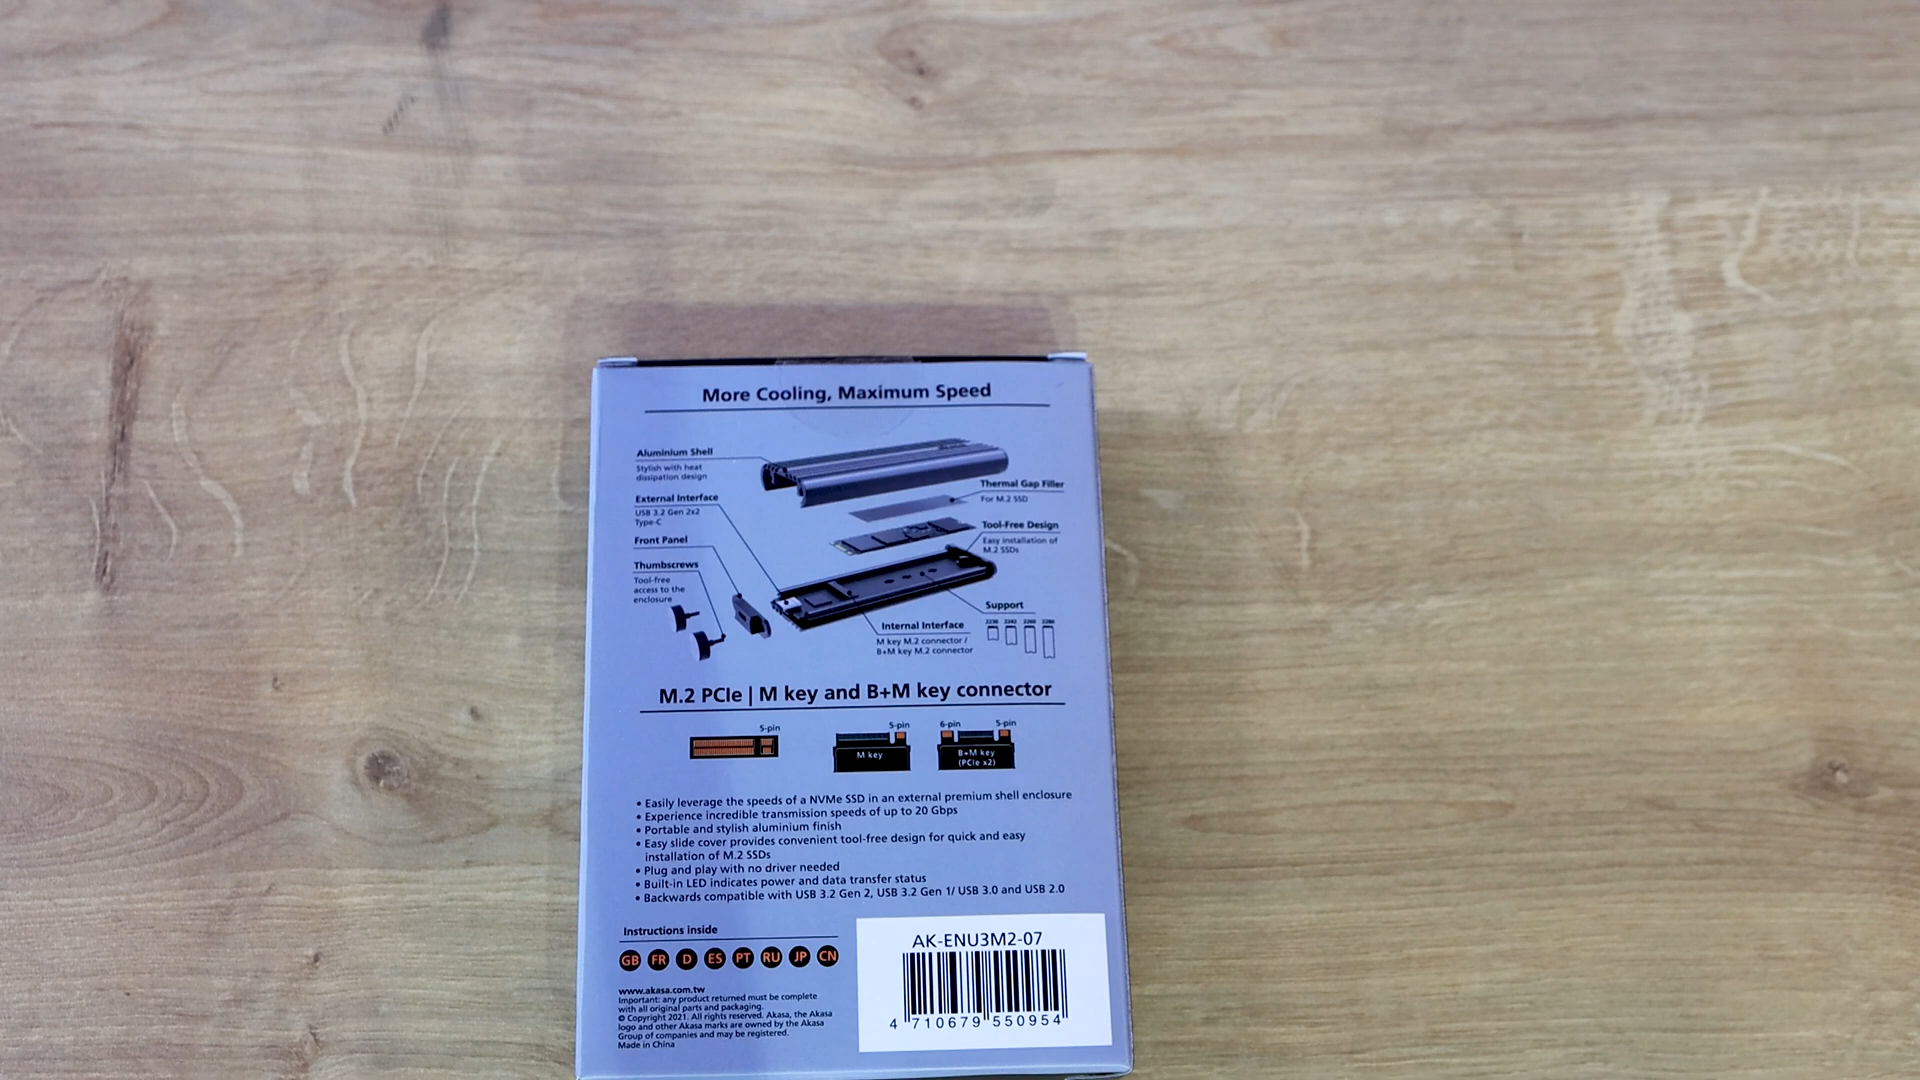 More Cooling, Maximum Speed
Aluminium Shell
Stylish with heat
dissipation design
External Interface
USB 3.2 Gen 2x2
Type-C
Front Panel
Thumbscrews
Tool-free
access to the
enclosure
Thermal Gap Filler
For M.2 SSD
Tool-Free Design
Easy installation of
M.2 SSDs
Support
2230 2242 2260 2280
Internal Interface
M key M.2 connector /
B+M key M.2 connector
M.2 PCIe | M key and B+M key connector
5-pin
5-pin
6-pin 5-pin
M key
B+M key
(PCIe x2)
• Easily leverage the speeds of a NVMe SSD in an external premium shell enclosure
• Experience incredible transmission speeds of up to 20 Gbps
• Portable and stylish aluminium finish
• Easy slide cover provides convenient tool-free design for quick and easy
installation of M.2 SSDs
• Plug and play with no driver needed
• Built-in LED indicates power and data transfer status
• Backwards compatible with USB 3.2 Gen 2, USB 3.2 Gen 1/ USB 3.0 and USB 2.0
Instructions inside
GB FR D ES PT RU JP CN
www.akasa.com.tw
Important: any product returned must be complete
with all original parts and packaging.
© Copyright 2021. All rights reserved. Akasa, the Akasa
logo and other Akasa marks are owned by the Akasa
Group of companies and may be registered.
Made in China
AK-ENU3M2-07
4 710679 550954